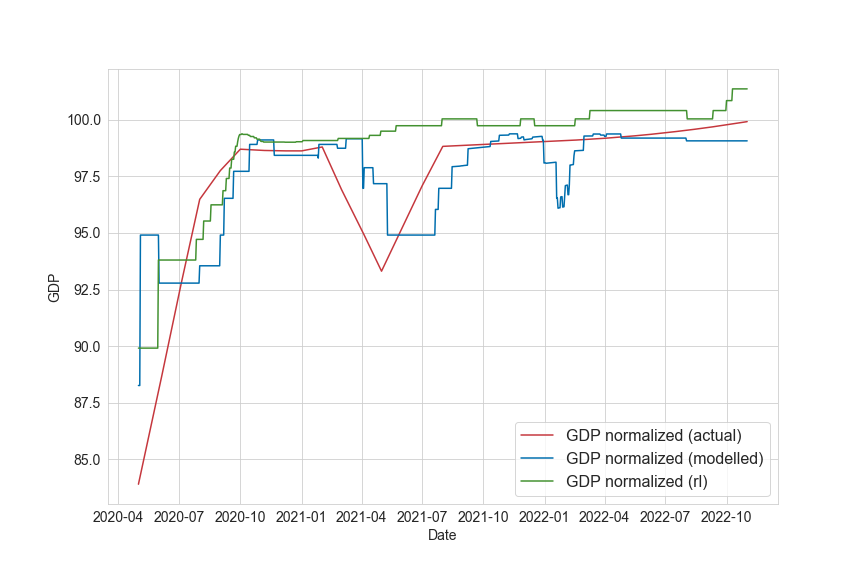 100.0
97.5
95.0
92.5
90.0
87.5
85.0
GDP
GDP normalized (actual)
GDP normalized (modelled)
GDP normalized (rl)
2020-04 2020-07 2020-10 2021-01 2021-04 2021-07 2021-10 2022-01 2022-04 2022-07 2022-10
Date